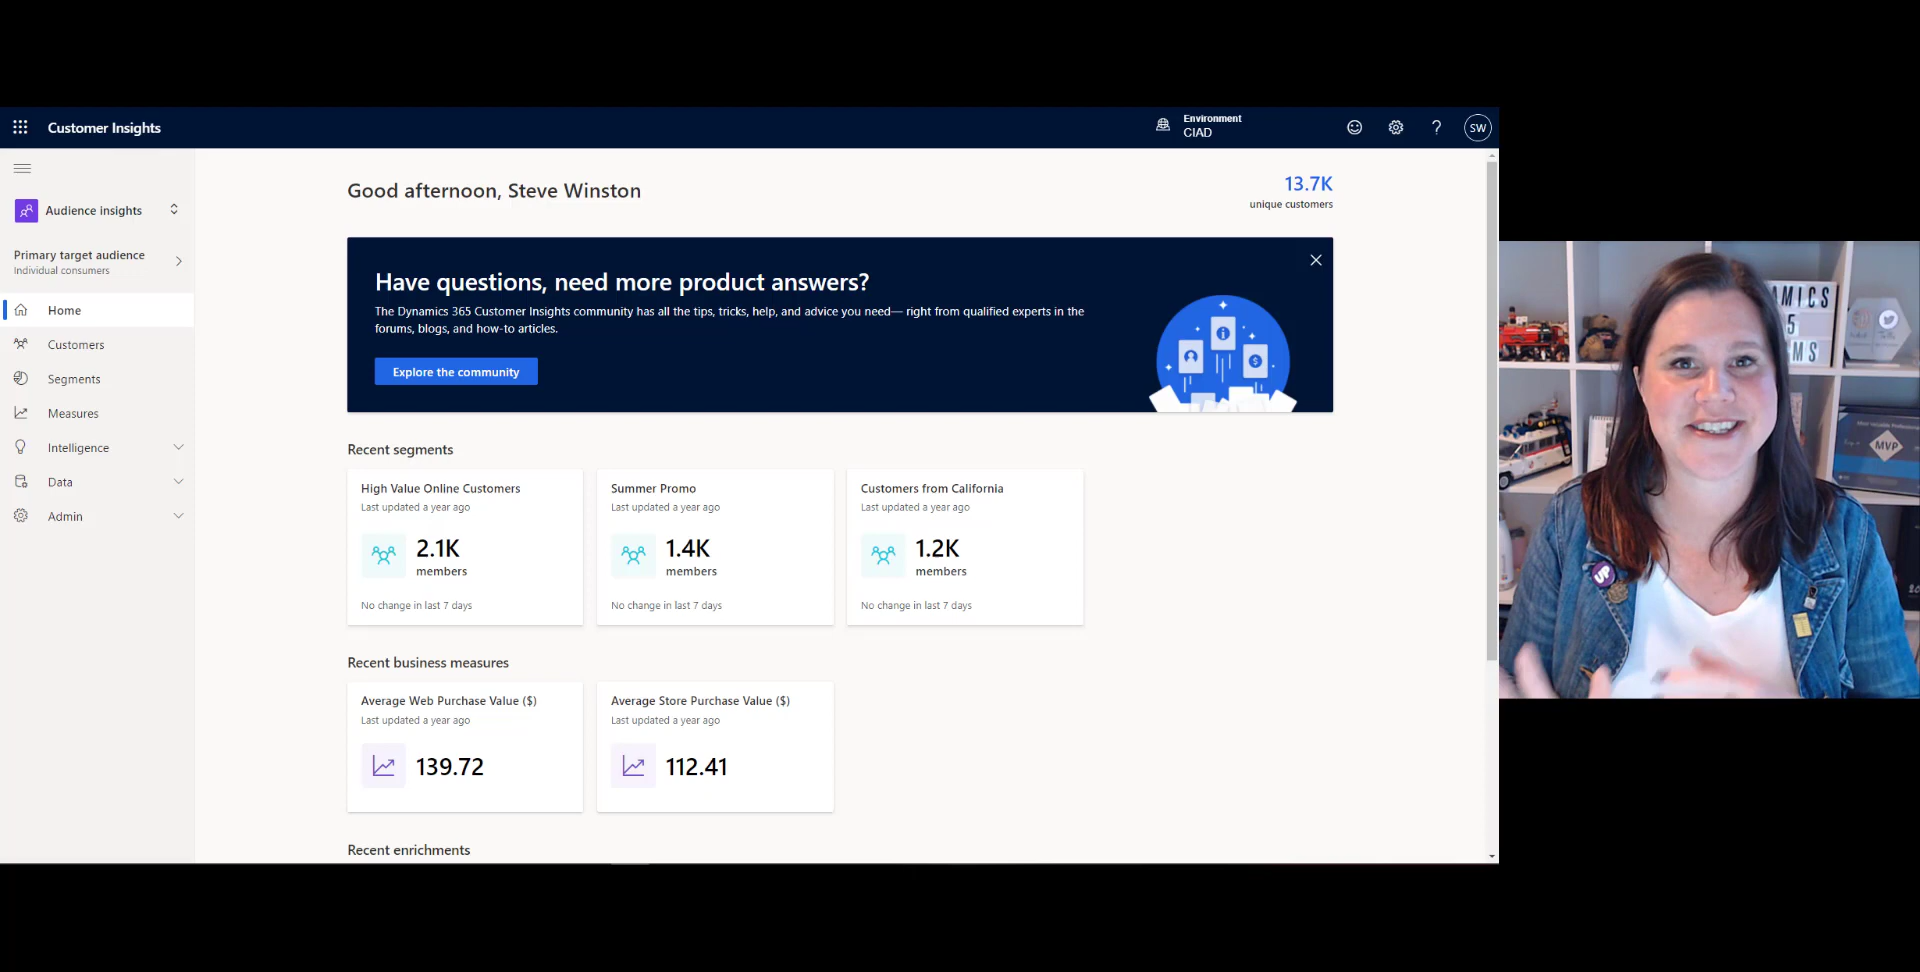 Customer Insights
Environment
CIAD
?
SW
Audience insights
Primary target audience
Individual consumers
Home
Customers
Segments
Measures
Intelligence
Data
Admin
Good afternoon, Steve Winston
13.7K
unique customers
Have questions, need more product answers?
The Dynamics 365 Customer Insights community has all the tips, tricks, help, and advice you need— right from qualified experts in the
forums, blogs, and how-to articles.
Explore the community
Recent segments
High Value Online Customers
Last updated a year ago
2.1K
members
No change in last 7 days
Summer Promo
Last updated a year ago
1.4K
members
No change in last 7 days
Customers from California
Last updated a year ago
1.2K
members
No change in last 7 days
Recent business measures
Average Web Purchase Value ($)
Last updated a year ago
139.72
Average Store Purchase Value ($)
Last updated a year ago
112.41
Recent enrichments
AMICS
5
MS
MVP